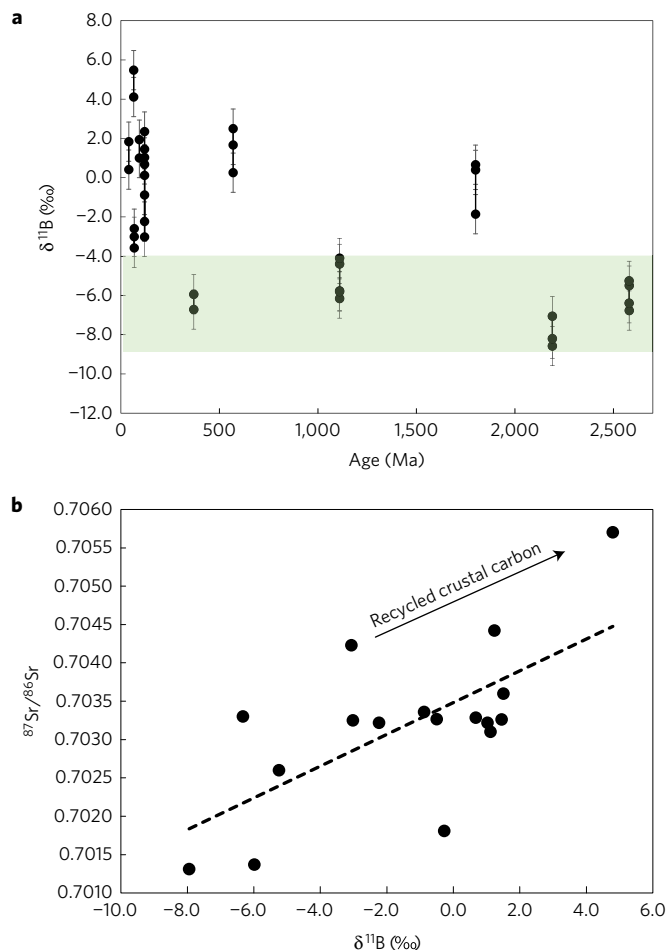 a
8.0
6.0
4.0
2.0
0.0
−2.0
−4.0
−6.0
−8.0
−10.0
−12.0
δ11B (‰)
0 500 1,000 1,500 2,000 2,500
Age (Ma)
b
0.7060
0.7055
0.7050
0.7045
0.7040
0.7035
0.7030
0.7025
0.7020
0.7015
0.7010
87Sr/86Sr
Recycled crustal carbon
−10.0 −8.0 −6.0 −4.0 −2.0 0.0 2.0 4.0 6.0
δ11B (‰)